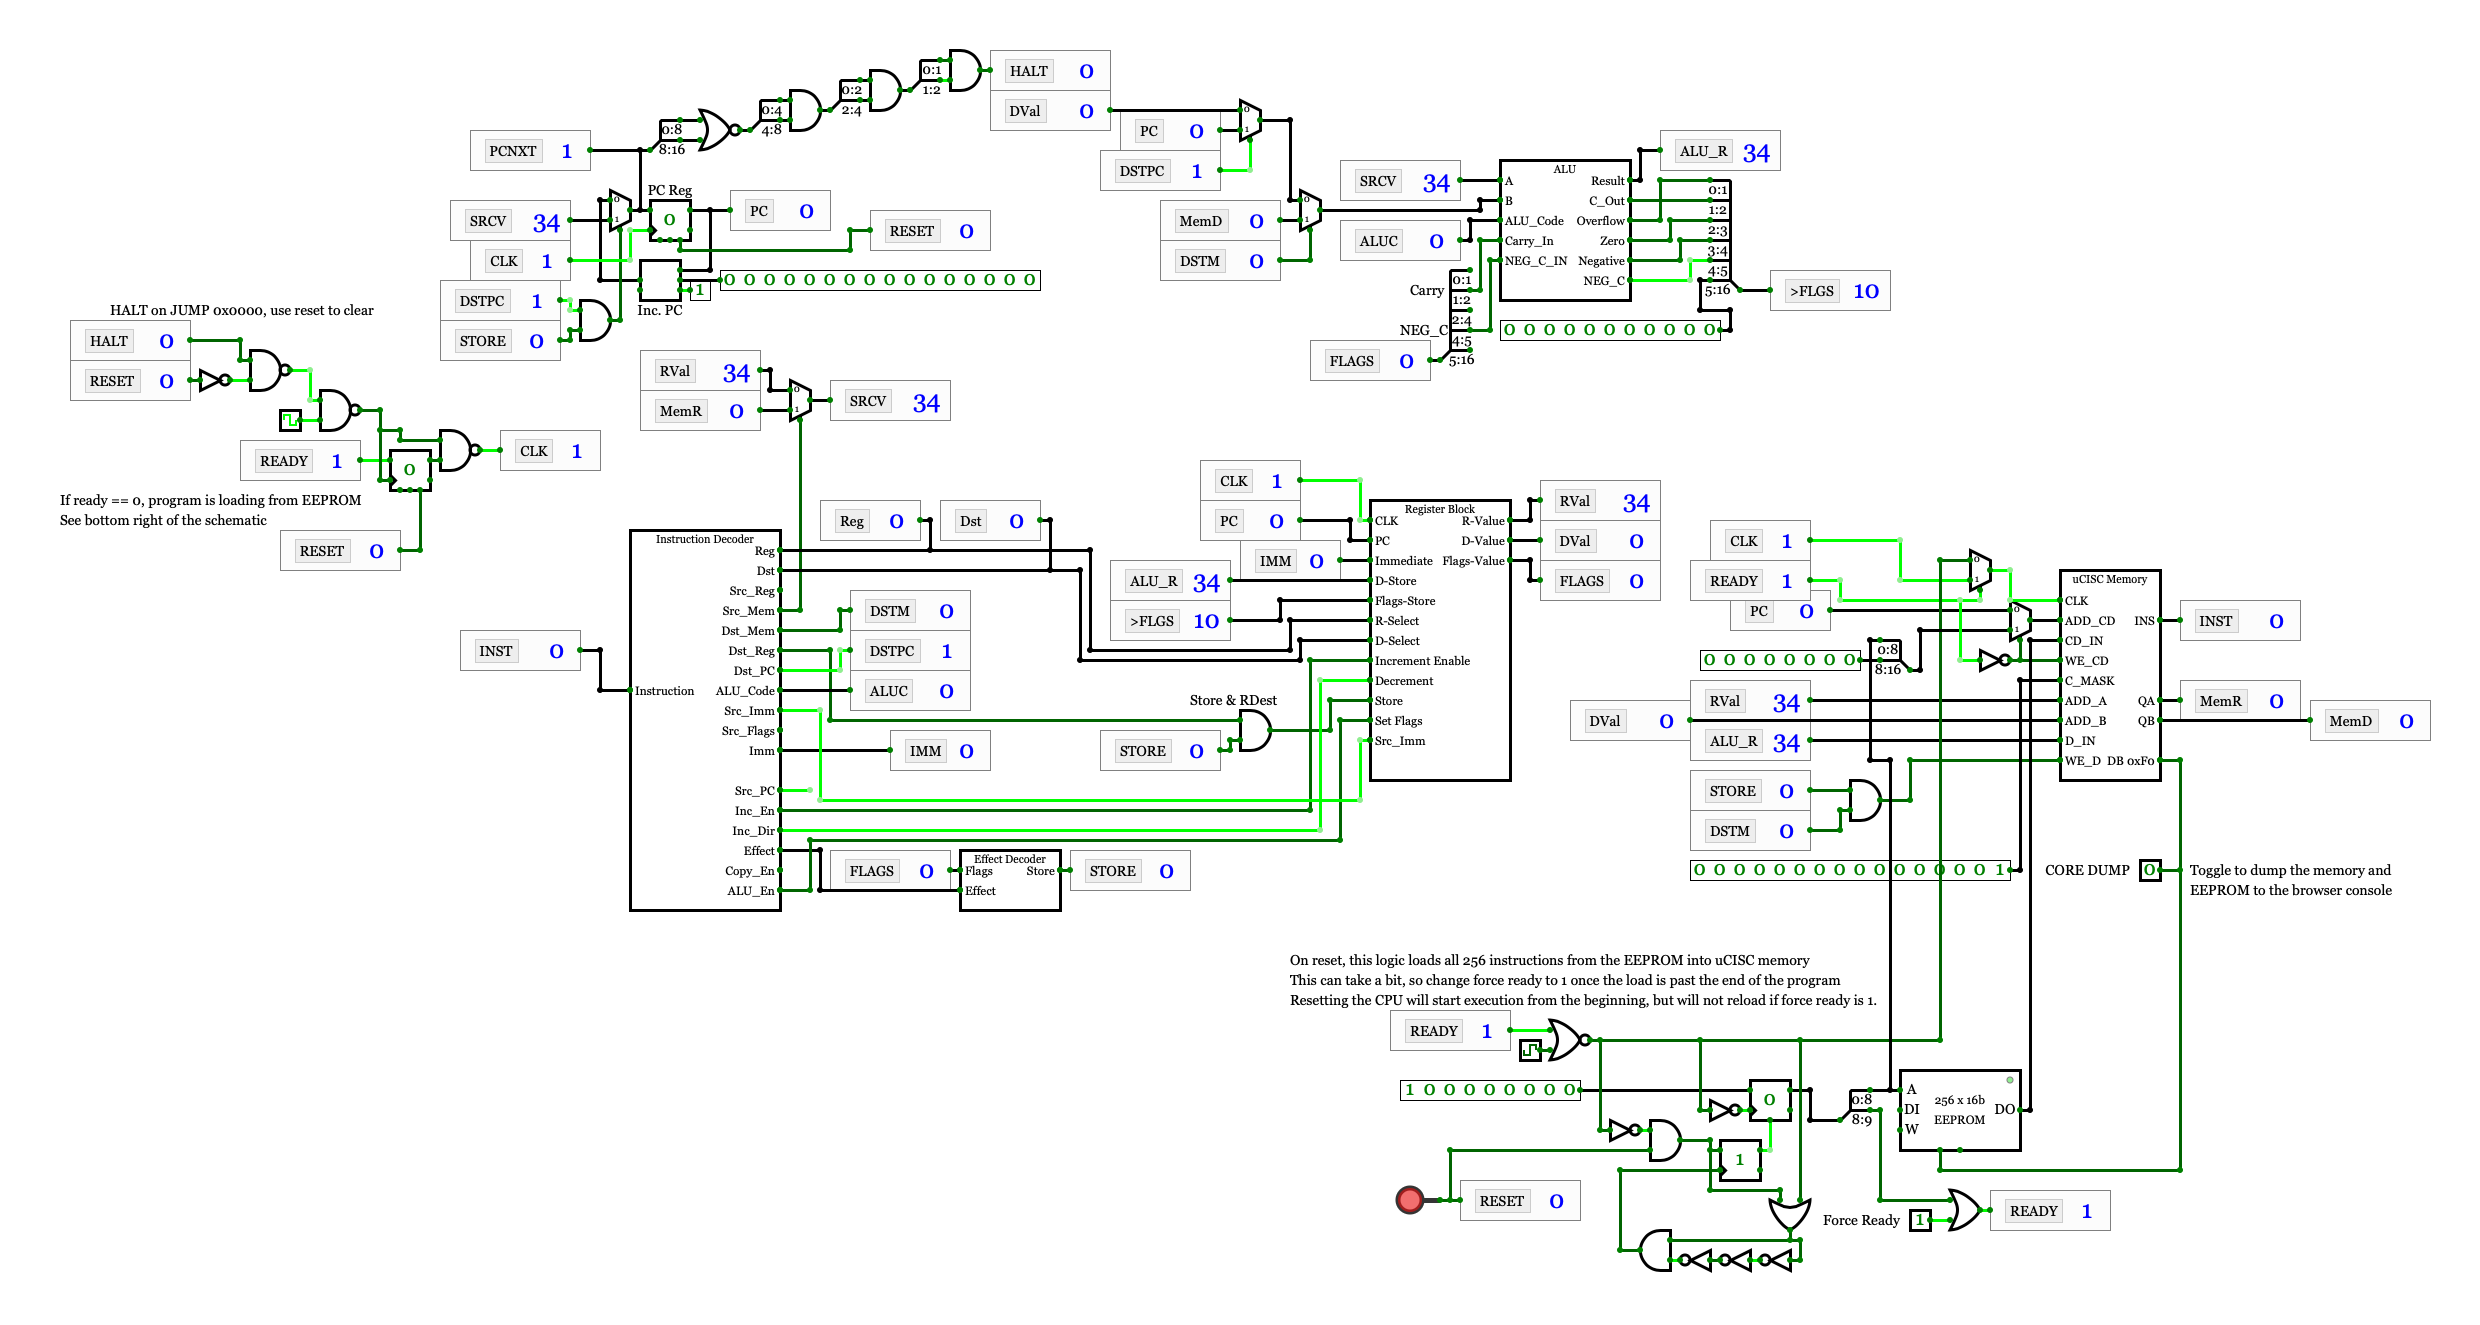 HALT 0
DVal 0
PC 0
DSTPC 1
0:1
1:2
0:2
2:4
0:4
4:8
0:8
8:16
PCNXT 1
PC Reg
0
SRCV 34
CLK 1
PC 0
RESET 0
DSTPC 1
STORE 0
Inc. PC
1
0 0 0 0 0 0 0 0 0 0 0 0 0 0 0 0
MemD 0
DSTM 0
SRCV 34
ALUC 0
Carry
NEG_C
FLAGS 0
0:1
1:2
2:4
4:5
5:16
ALU
A
B
ALU_Code
Carry_In
NEG_C_IN
Result
C_Out
Overflow
Zero
Negative
NEG_C
ALU_R 34
0:1
1:2
2:3
3:4
4:5
5:16
>FLGS 10
0 0 0 0 0 0 0 0 0 0 0
HALT on JUMP 0x0000, use reset to clear
HALT 0
RESET 0
READY 1
0
CLK 1
If ready == 0, program is loading from EEPROM
See bottom right of the schematic
RESET 0
RVal 34
MemR 0
0
1
SRCV 34
Reg 0
Dst 0
INST 0
Instruction Decoder
Instruction
Reg
Dst
Src_Reg
Src_Mem
Dst_Mem
Dst_Reg
Dst_PC
ALU_Code
Src_Imm
Src_Flags
Imm
Src_PC
Inc_En
Inc_Dir
Effect
Copy_En
ALU_En
DSTM 0
DSTPC 1
ALUC 0
IMM 0
FLAGS 0
Effect Decoder
Flags Store
Effect
STORE 0
CLK 1
PC 0
IMM 0
ALU_R 34
>FLGS 10
Store & RDest
STORE 0
Register Block
CLK
PC
Immediate
D-Store
Flags-Store
R-Select
D-Select
Increment Enable
Decrement
Store
Set Flags
Src_Imm
R-Value
D-Value
Flags-Value
RVal 34
DVal 0
FLAGS 0
CLK 1
READY 1
PC 0
0 0 0 0 0 0 0 0
0:8
8:16
RVal 34
DVal 0
ALU_R 34
STORE 0
DSTM 0
0 0 0 0 0 0 0 0 0 0 0 0 0 0 0 1
uCISC Memory
CLK
ADD_CD
CD_IN
WE_CD
C_MASK
ADD_A
ADD_B
D_IN
WE_D
INS
QA
QB
DB 0xF0
INST 0
MemR 0
MemD 0
CORE DUMP 0
Toggle to dump the memory and
EEPROM to the browser console
On reset, this logic loads all 256 instructions from the EEPROM into uCISC memory
This can take a bit, so change force ready to 1 once the load is past the end of the program
Resetting the CPU will start execution from the beginning, but will not reload if force ready is 1.
READY 1
1 0 0 0 0 0 0 0 0
0
0:8
8:9
A
DI
W
256 x 16b
EEPROM
DO
1
RESET 0
Force Ready 1
READY 1